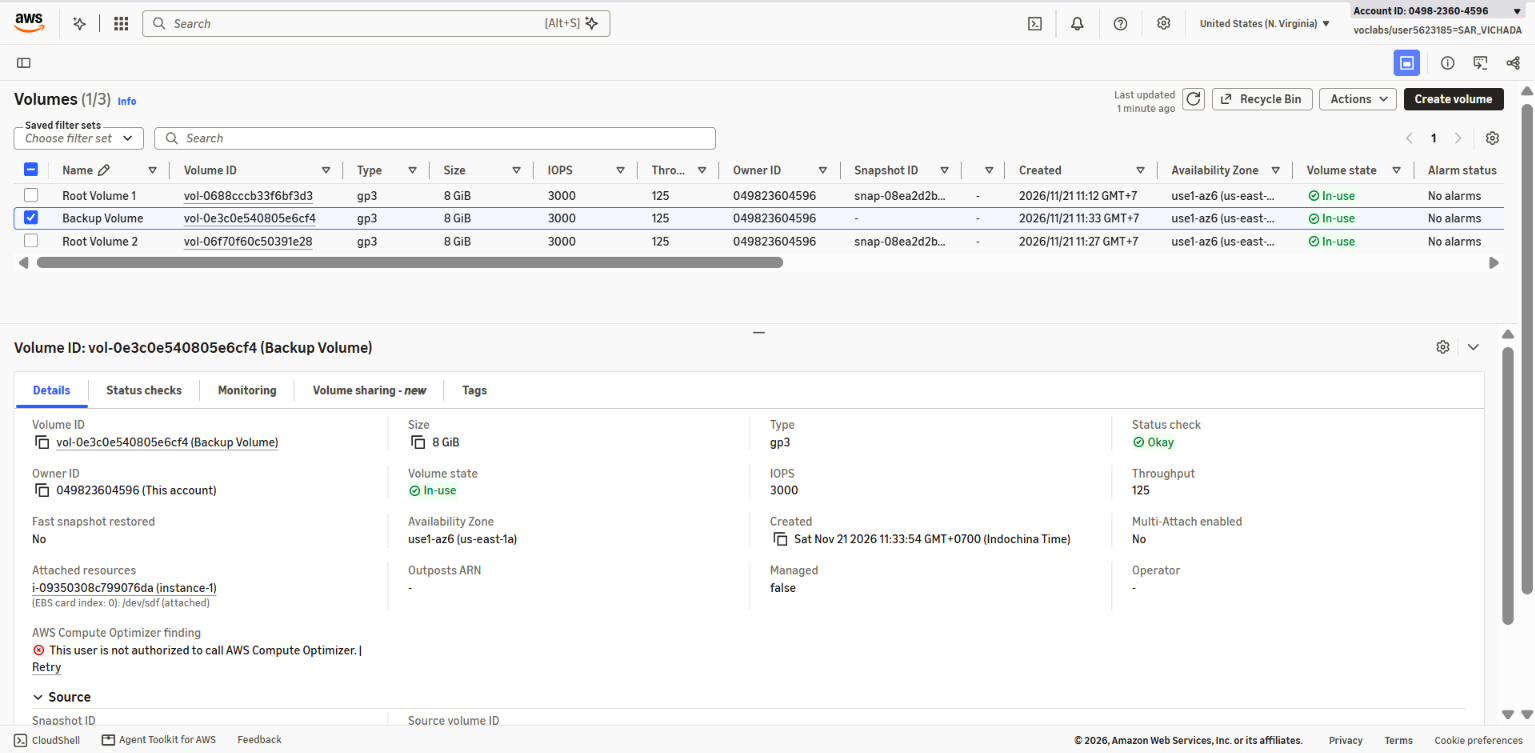 aws
Search [Alt+S]
United States (N. Virginia)
Account ID: 0498-2360-4596
voclabs/user5623185=SAR_VICHADA
Volumes (1/3) Info
Last updated
1 minute ago
Recycle Bin
Actions
Create volume
Saved filter sets
Choose filter set
Search
1
Name Volume ID Type Size IOPS Thro... Owner ID Snapshot ID Created Availability Zone Volume state Alarm status
Root Volume 1 vol-0688cccb33f6bf3d3 gp3 8 GiB 3000 125 049823604596 snap-08ea2d2b... - 2026/11/21 11:12 GMT+7 use1-az6 (us-east-... In-use No alarms
Backup Volume vol-0e3c0e540805e6cf4 gp3 8 GiB 3000 125 049823604596 - - 2026/11/21 11:33 GMT+7 use1-az6 (us-east-... In-use No alarms
Root Volume 2 vol-06f70f60c50391e28 gp3 8 GiB 3000 125 049823604596 snap-08ea2d2b... - 2026/11/21 11:27 GMT+7 use1-az6 (us-east-... In-use No alarms
Volume ID: vol-0e3c0e540805e6cf4 (Backup Volume)
Details Status checks Monitoring Volume sharing - new Tags
Volume ID Size Type Status check
vol-0e3c0e540805e6cf4 (Backup Volume) 8 GiB gp3 Okay
Owner ID Volume state IOPS Throughput
049823604596 (This account) In-use 3000 125
Fast snapshot restored Availability Zone Created Multi-Attach enabled
No use1-az6 (us-east-1a) Sat Nov 21 2026 11:33:54 GMT+0700 (Indochina Time) No
Attached resources Outposts ARN Managed Operator
i-09350308c799076da (instance-1) - false -
(EBS card index: 0): /dev/sdf (attached)
AWS Compute Optimizer finding
This user is not authorized to call AWS Compute Optimizer. |
Retry
Source
Snapshot ID Source volume ID
CloudShell Agent Toolkit for AWS Feedback © 2026, Amazon Web Services, Inc. or its affiliates. Privacy Terms Cookie preferences